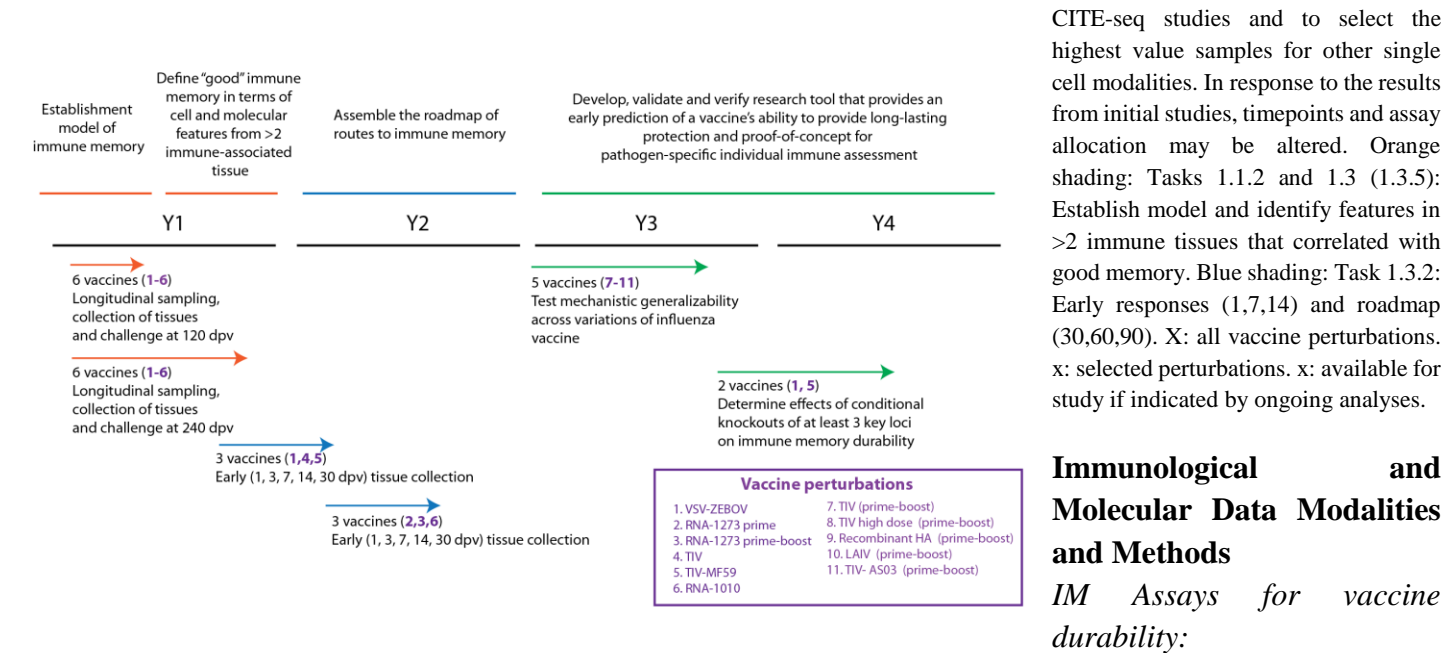 Establishment
model of
immune memory
Define "good" immune
memory in terms of
cell and molecular
features from >2
immune-associated
tissue
Assemble the roadmap of
routes to immune memory
Develop, validate and verify research tool that provides an
early prediction of a vaccine's ability to provide long-lasting
protection and proof-of-concept for
pathogen-specific individual immune assessment
Y1
Y2
Y3
Y4
6 vaccines (1-6)
Longitudinal sampling,
collection of tissues
and challenge at 120 dpv
6 vaccines (1-6)
Longitudinal sampling,
collection of tissues
and challenge at 240 dpv
3 vaccines (1,4,5)
Early (1, 3, 7, 14, 30 dpv) tissue collection
3 vaccines (2,3,6)
Early (1, 3, 7, 14, 30 dpv) tissue collection
5 vaccines (7-11)
Test mechanistic generalizability
across variations of influenza
vaccine
2 vaccines (1, 5)
Determine effects of conditional
knockouts of at least 3 key loci
on immune memory durability
Vaccine perturbations
1. VSV-ZEBOV
2. RNA-1273 prime
3. RNA-1273 prime-boost
4. TIV
5. TIV-MF59
6. RNA-1010
7. TIV (prime-boost)
8. TIV high dose (prime-boost)
9. Recombinant HA (prime-boost)
10. LAIV (prime-boost)
11. TIV- AS03 (prime-boost)
CITE-seq studies and to select the
highest value samples for other single
cell modalities. In response to the results
from initial studies, timepoints and assay
allocation may be altered. Orange
shading: Tasks 1.1.2 and 1.3 (1.3.5):
Establish model and identify features in
>2 immune tissues that correlated with
good memory. Blue shading: Task 1.3.2:
Early responses (1,7,14) and roadmap
(30,60,90). X: all vaccine perturbations.
x: selected perturbations. x: available for
study if indicated by ongoing analyses.
Immunological and
Molecular Data Modalities
and Methods
IM Assays for vaccine
durability: